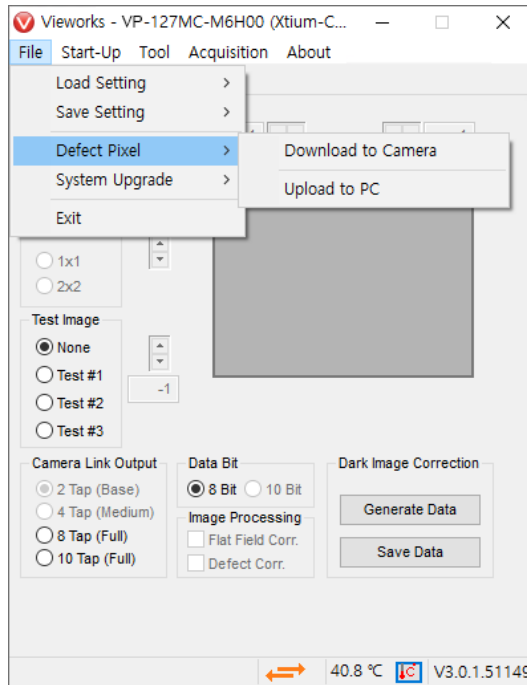 Vieworks - VP-127MC-M6H00 (Xtium-C...
File Start-Up Tool Acquisition About
Load Setting
Save Setting
Defect Pixel
Download to Camera
System Upgrade
Upload to PC
Exit
1x1
2x2
Test Image
None
Test #1
-1
Test #2
Test #3
Camera Link Output
Data Bit
Dark Image Correction
2 Tap (Base)
8 Bit 10 Bit
4 Tap (Medium)
Generate Data
Image Processing
8 Tap (Full)
Flat Field Corr.
10 Tap (Full)
Defect Corr.
Save Data
40.8 ℃ V3.0.1.51149